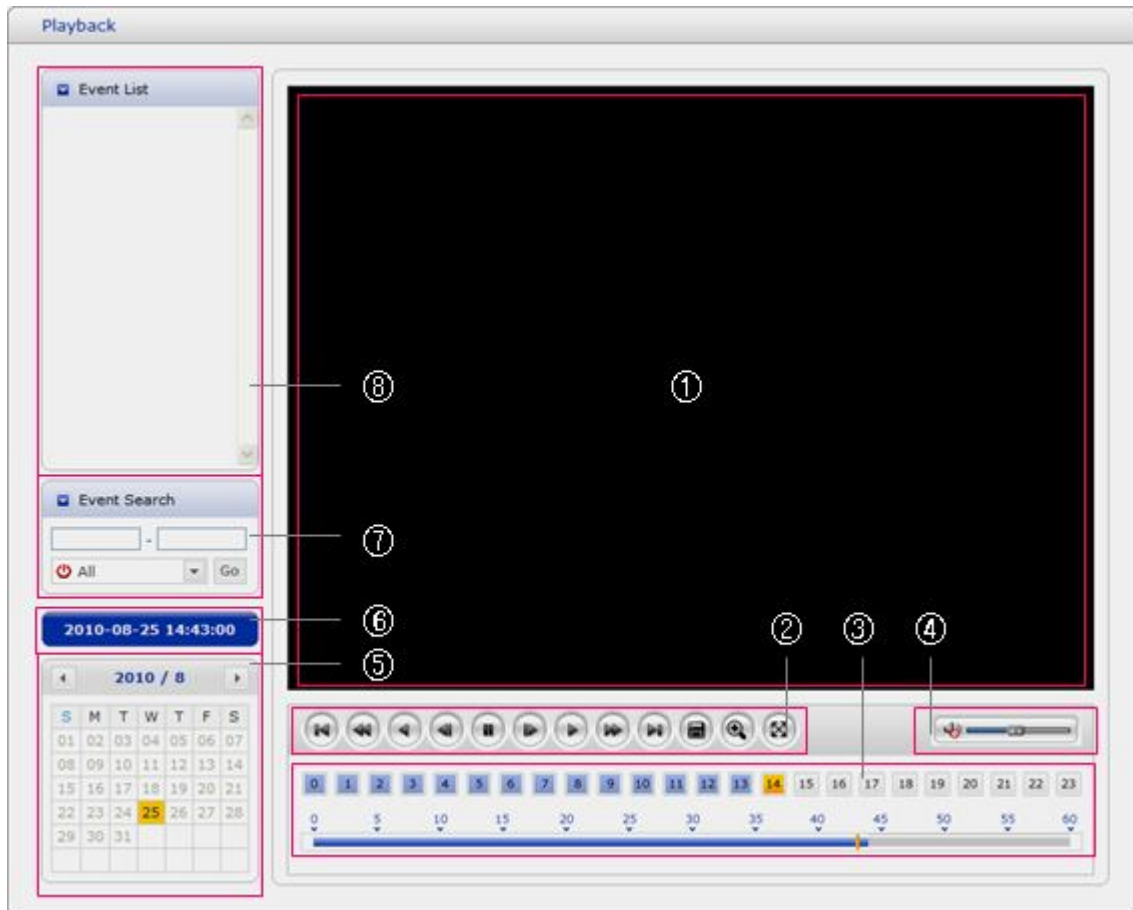 Playback
Event List
⑧
①
Event Search
-
⑦
All
Go
2010-08-25 14:43:00
⑥
② ③ ④
⑤
2010 / 8
S M T W T F S
01 02 03 04 05 06 07
08 09 10 11 12 13 14
15 16 17 18 19 20 21
22 23 24 25 26 27 28
29 30 31
0 1 2 3 4 5 6 7 8 9 10 11 12 13 14 15 16 17 18 19 20 21 22 23
0 5 10 15 20 25 30 35 40 45 50 55 60